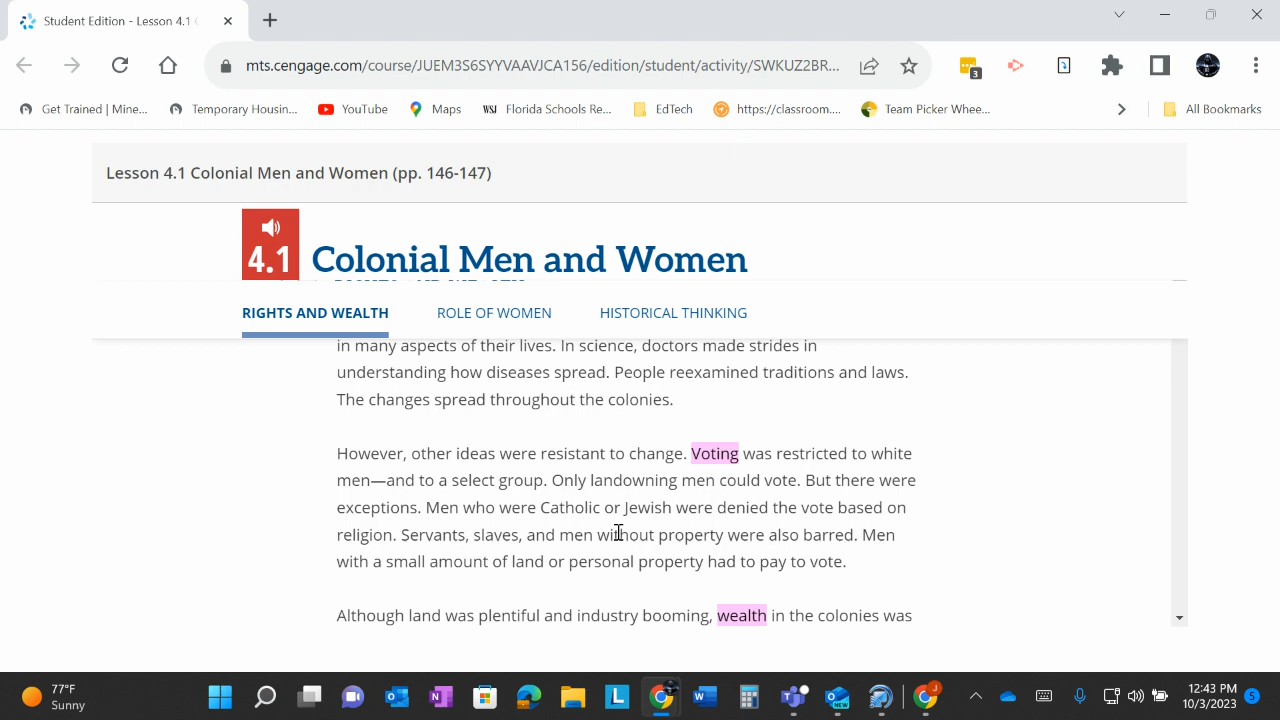 Student Edition - Lesson 4.1
mts.cengage.com/course/JUEM3S6SYYVAAVJCA156/edition/student/activity/SWKUZ2BR...
3
Get Trained | Mine...
Temporary Housin...
YouTube
Maps
WSJ
Florida Schools Re...
EdTech
https://classroom....
Team Picker Whee...
All Bookmarks
Lesson 4.1 Colonial Men and Women (pp. 146-147)
4.1
Colonial Men and Women
RIGHTS AND WEALTH
ROLE OF WOMEN
HISTORICAL THINKING
in many aspects of their lives. In science, doctors made strides in
understanding how diseases spread. People reexamined traditions and laws.
The changes spread throughout the colonies.
However, other ideas were resistant to change. Voting was restricted to white
men—and to a select group. Only landowning men could vote. But there were
exceptions. Men who were Catholic or Jewish were denied the vote based on
religion. Servants, slaves, and men without property were also barred. Men
with a small amount of land or personal property had to pay to vote.
Although land was plentiful and industry booming, wealth in the colonies was
77°F
Sunny
12:43 PM
10/3/2023
5